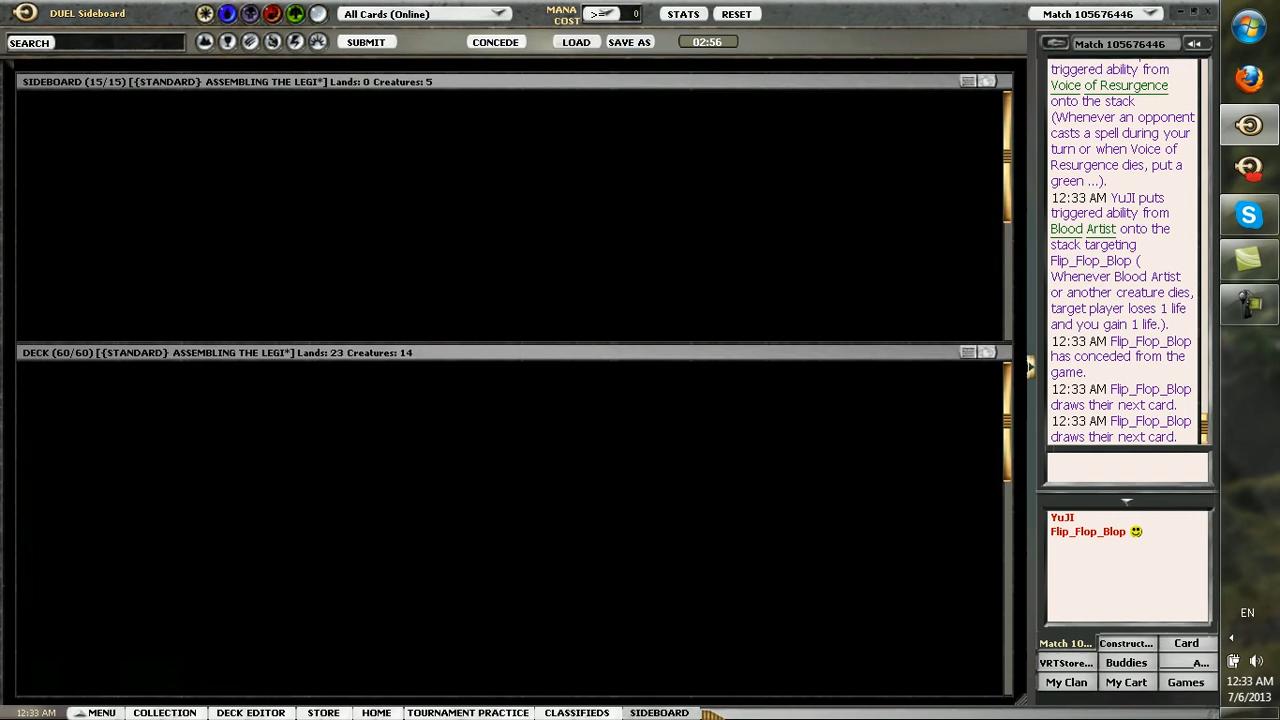 DUEL Sideboard
All Cards (Online)
MANA COST
>=
0
STATS
RESET
Match 105676446
SEARCH
SUBMIT
CONCEDE
LOAD
SAVE AS
02:56
Match 105676446
SIDEBOARD (15/15) [{STANDARD} ASSEMBLING THE LEGI*] Lands: 0 Creatures: 5
DECK (60/60) [{STANDARD} ASSEMBLING THE LEGI*] Lands: 23 Creatures: 14
triggered ability from
Voice of Resurgence
onto the stack
(Whenever an opponent
casts a spell during your
turn or when Voice of
Resurgence dies, put a
green ...).
12:33 AM YuJI puts
triggered ability from
Blood Artist onto the
stack targeting
Flip_Flop_Blop (
Whenever Blood Artist
or another creature dies,
target player loses 1 life
and you gain 1 life.).
12:33 AM Flip_Flop_Blop
has conceded from the
game.
12:33 AM Flip_Flop_Blop
draws their next card.
12:33 AM Flip_Flop_Blop
draws their next card.
YuJI
Flip_Flop_Blop
Match 10...
Construct...
Card
VRTStore...
Buddies
___A...
My Clan
My Cart
Games
12:33 AM
MENU
COLLECTION
DECK EDITOR
STORE
HOME
TOURNAMENT PRACTICE
CLASSIFIEDS
SIDEBOARD
EN
12:33 AM
7/6/2013